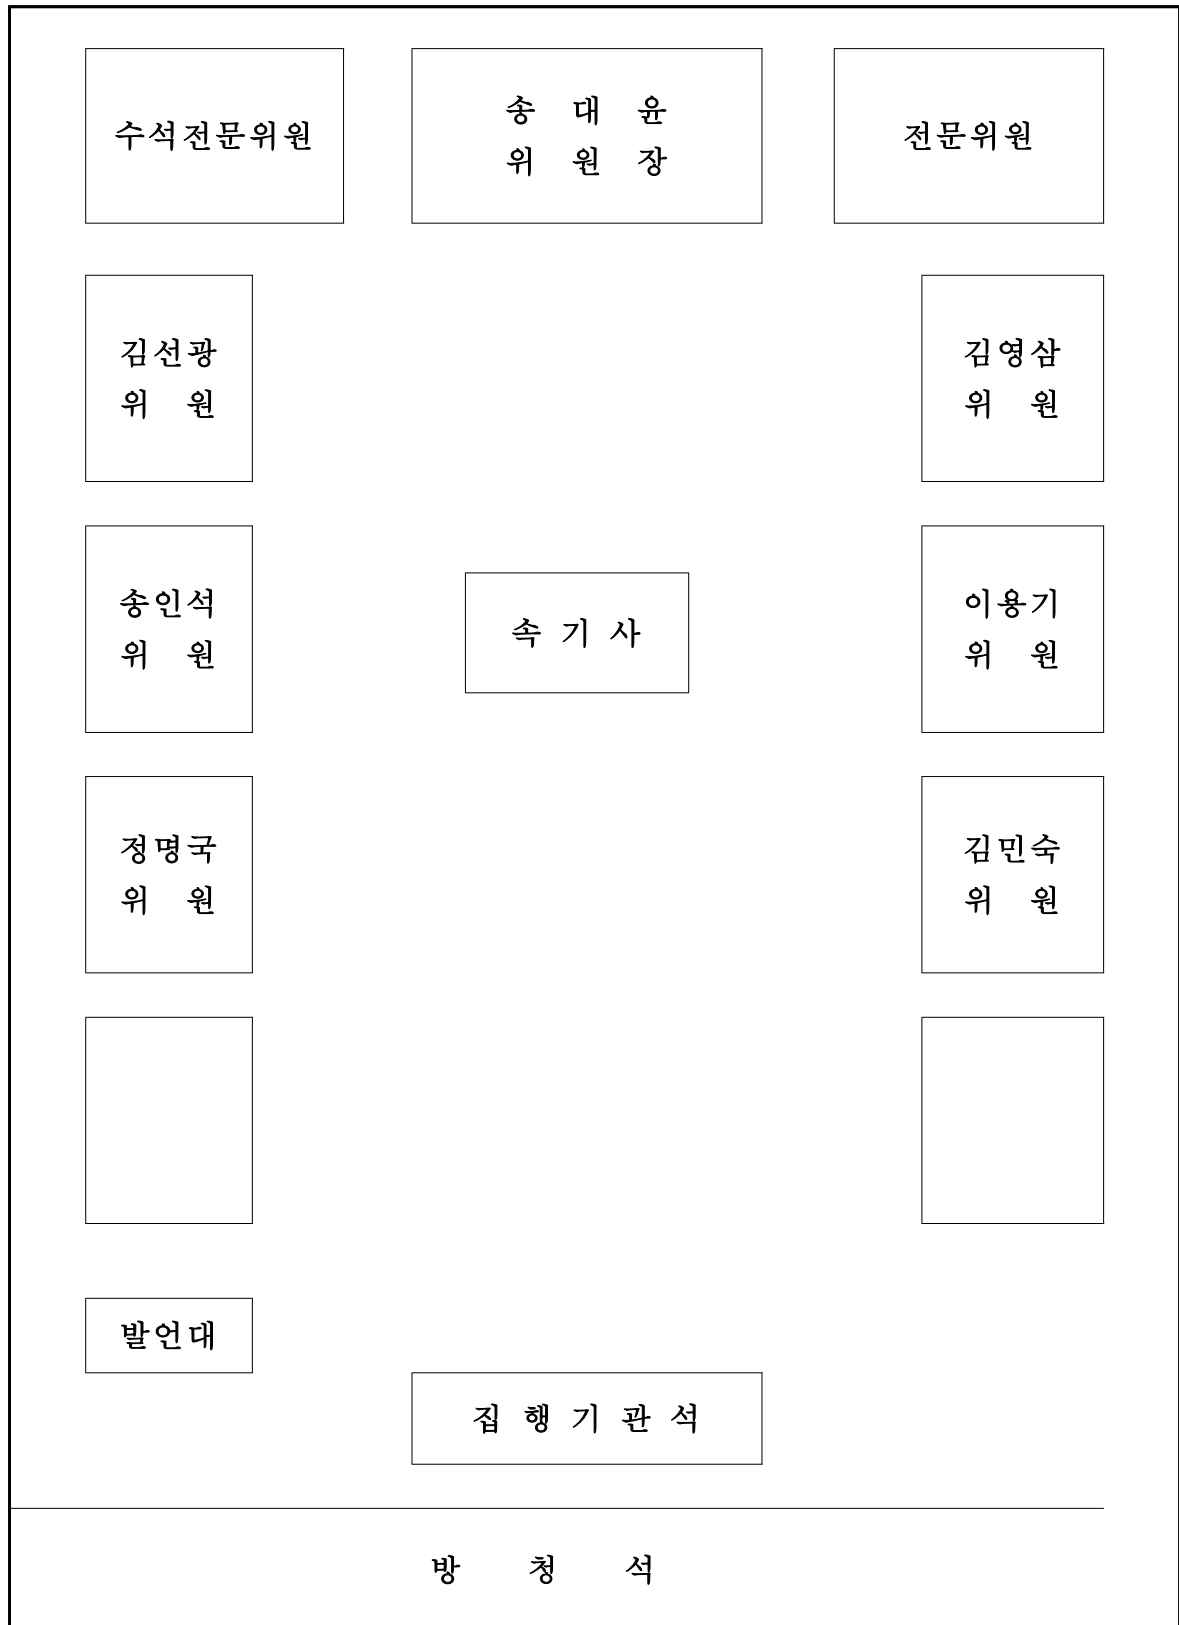 수석전문위원
송 대 윤
위 원 장
전문위원
김선광
위 원
김영삼
위 원
송인석
위 원
속 기 사
이용기
위 원
정명국
위 원
김민숙
위 원
발언대
집 행 기 관 석
방 청 석